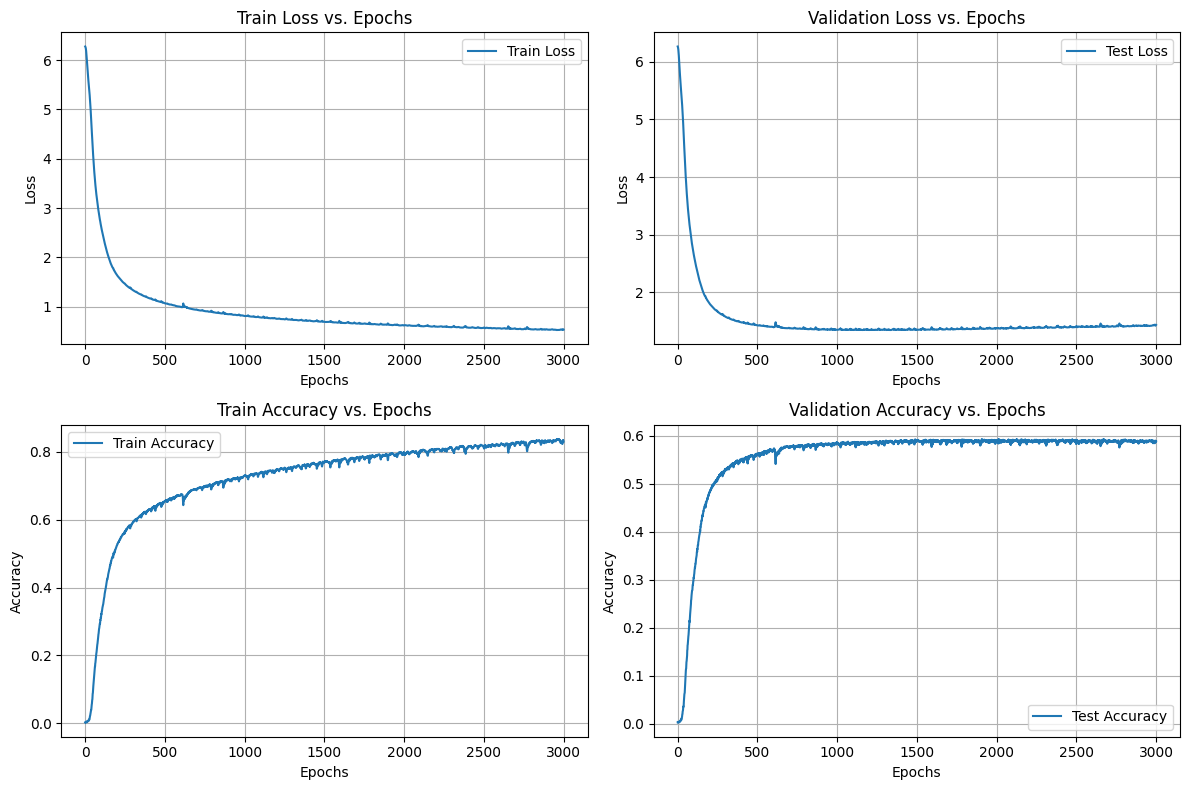 Train Loss vs. Epochs
Train Loss
6
5
4
3
2
1
Loss
0 500 1000 1500 2000 2500 3000
Epochs
Validation Loss vs. Epochs
Test Loss
6
5
4
3
2
Loss
0 500 1000 1500 2000 2500 3000
Epochs
Train Accuracy vs. Epochs
Train Accuracy
0.8
0.6
0.4
0.2
0.0
Accuracy
0 500 1000 1500 2000 2500 3000
Epochs
Validation Accuracy vs. Epochs
0.6
0.5
0.4
0.3
0.2
0.1
0.0
Accuracy
Test Accuracy
0 500 1000 1500 2000 2500 3000
Epochs